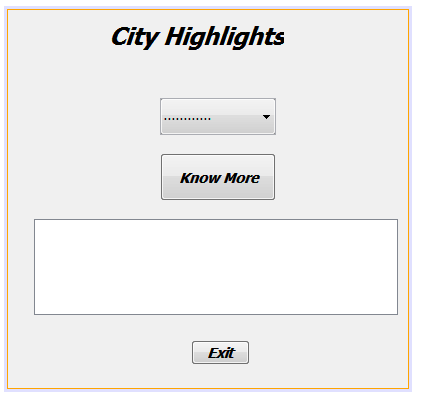 City Highlights
............
Know More
Exit